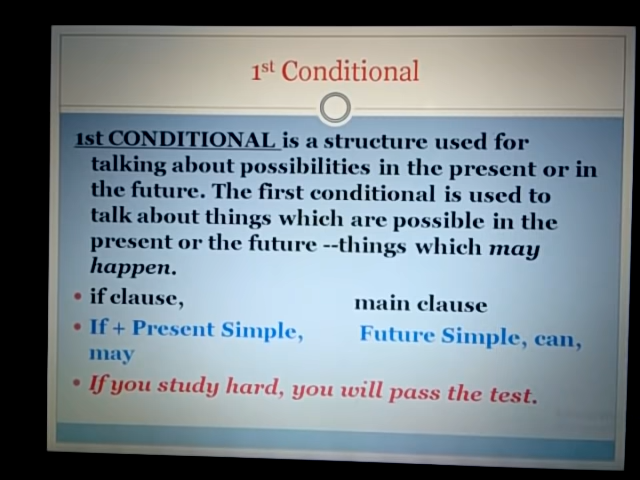 1st Conditional
1st CONDITIONAL is a structure used for
talking about possibilities in the present or in
the future. The first conditional is used to
talk about things which are possible in the
present or the future --things which may
happen.
• if clause, main clause
• If + Present Simple, Future Simple, can,
may
• If you study hard, you will pass the test.